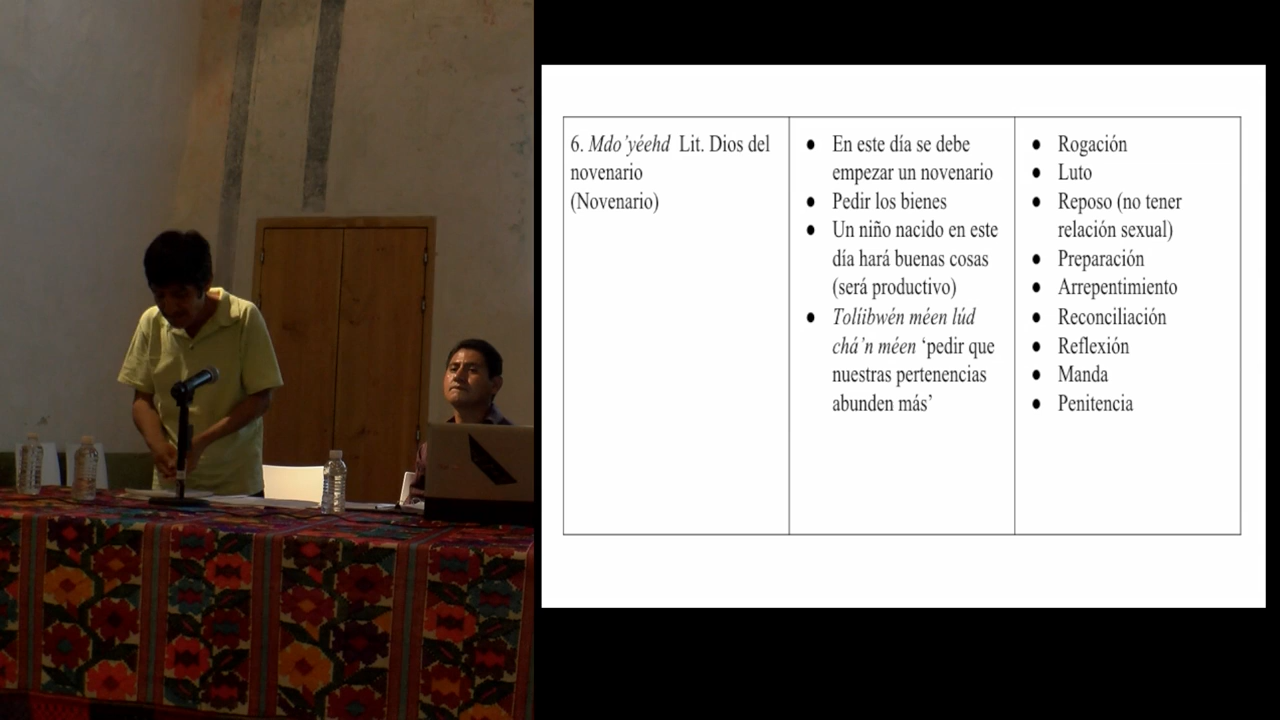 6. Mdo’yéehd Lit. Dios del
novenario
(Novenario)
● En este día se debe
empezar un novenario
● Pedir los bienes
● Un niño nacido en este
día hará buenas cosas
(será productivo)
● Tolíibwén méen lúd
chá’n méen ‘pedir que
nuestras pertenencias
abunden más’
● Rogación
● Luto
● Reposo (no tener
relación sexual)
● Preparación
● Arrepentimiento
● Reconciliación
● Reflexión
● Manda
● Penitencia